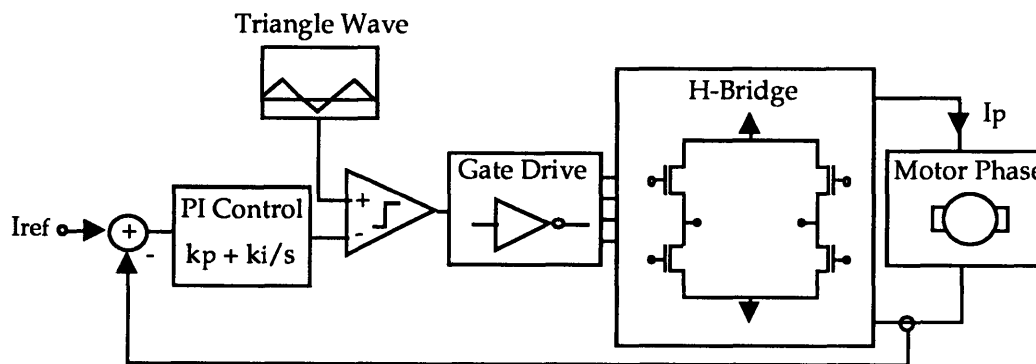 Triangle Wave
H-Bridge
Ip
Gate Drive
Motor Phase
PI Control
kp + ki/s
Iref
+
-
+
-